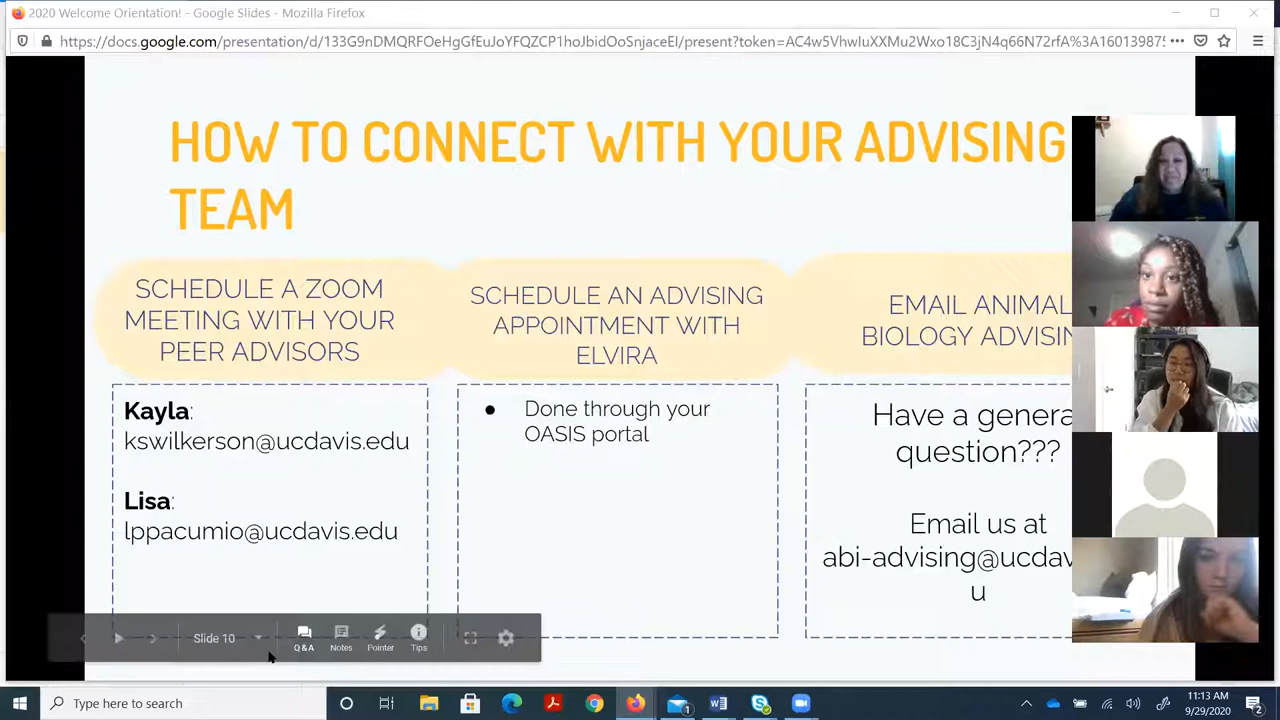 2020 Welcome Orientation! - Google Slides - Mozilla Firefox
https://docs.google.com/presentation/d/133G9nDMQRFOeHgGfEuJoYFQZCP1hoJbidOoSnjaceEI/present?token=AC4w5VhwIuXXMu2Wxo18C3jN4q66N72rfA%3A160139875
HOW TO CONNECT WITH YOUR ADVISING
TEAM
SCHEDULE A ZOOM
MEETING WITH YOUR
PEER ADVISORS
SCHEDULE AN ADVISING
APPOINTMENT WITH
ELVIRA
EMAIL ANIMAL
BIOLOGY ADVISIN
Kayla:
kswilkerson@ucdavis.edu
Lisa:
lppacumio@ucdavis.edu
● Done through your
OASIS portal
Have a genera
question???
Email us at
abi-advising@ucdav
u
Slide 10
Q&A
Notes
Pointer
Tips
Type here to search
1
11:13 AM
9/29/2020
2